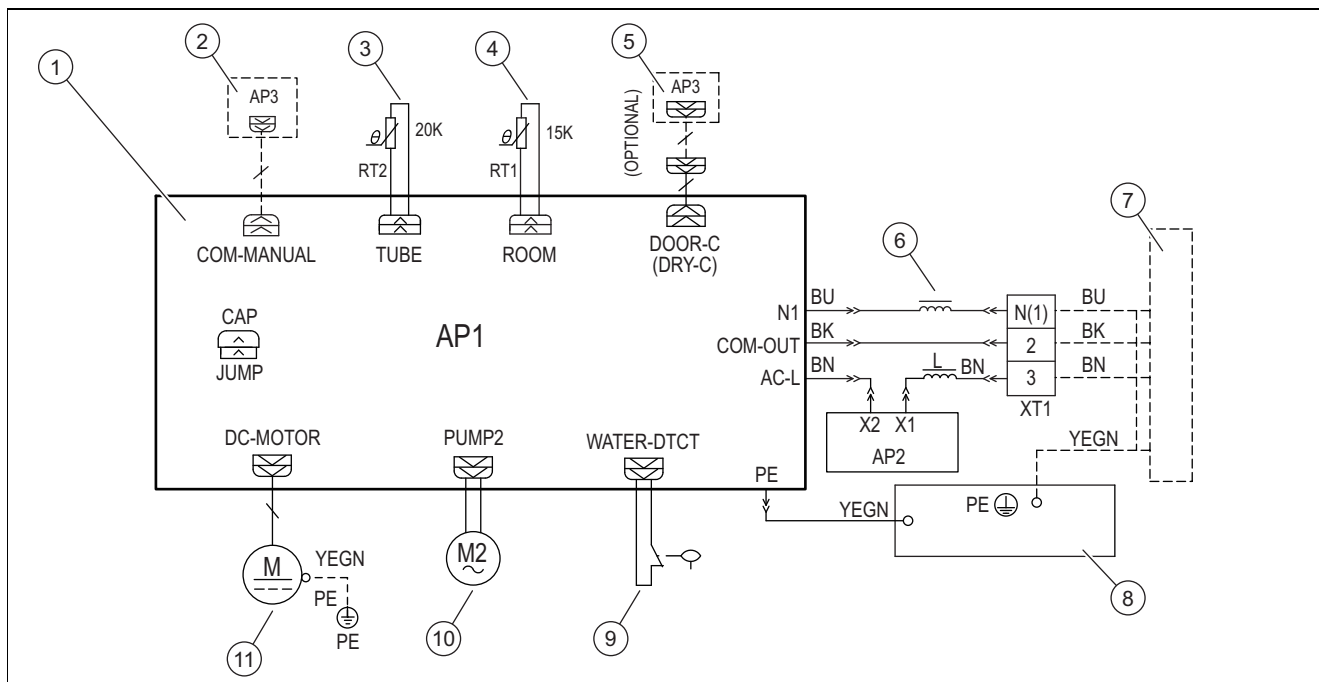 1
2
3
4
5
AP3
θ
RT2
20K
θ
RT1
15K
(OPTIONAL)
AP3
COM-MANUAL
TUBE
ROOM
DOOR-C
(DRY-C)
6
7
CAP
JUMP
AP1
N1
BU
N(1)
BU
COM-OUT
BK
2
BK
AC-L
BN
L
BN
3
BN
XT1
X2
X1
AP2
YEGN
DC-MOTOR
PUMP2
WATER-DTCT
PE
YEGN
PE
M
YEGN
PE
PE
M2
8
9
10
11